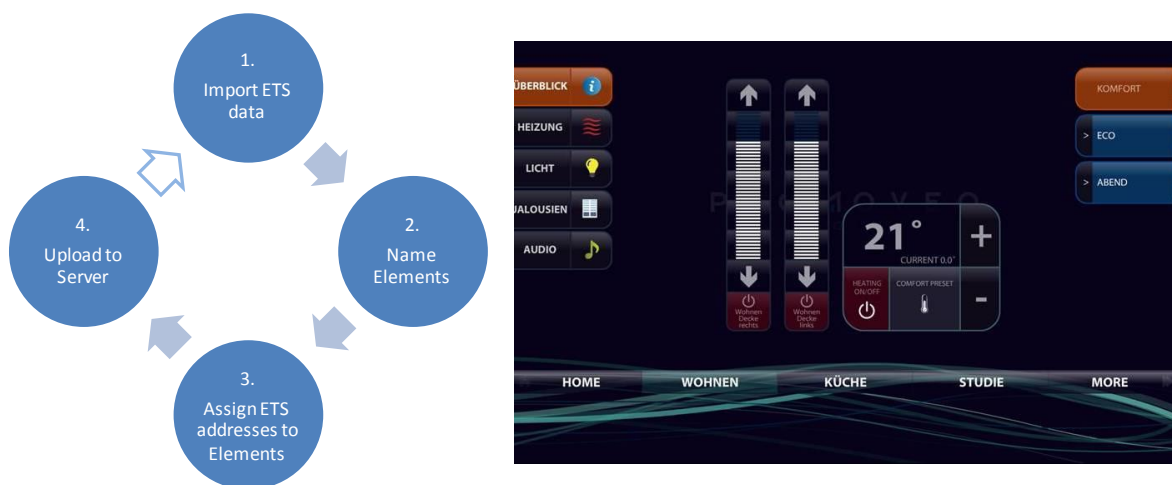 1.
Import ETS
data
2.
Name
Elements
3.
Assign ETS
addresses to
Elements
4.
Upload to
Server
ÜBERBLICK
HEIZUNG
LICHT
JALOUSIEN
AUDIO
Wohnen
Decke
rechts
Wohnen
Decke
links
21°
CURRENT 0.0°
+
HEATING
ON/OFF
COMFORT PRESET
-
KOMFORT
> ECO
> ABEND
HOME WOHNEN KÜCHE STUDIE MORE